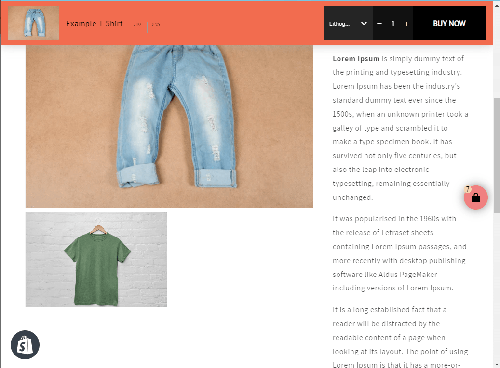 Example T-Shirt
Lithog...
− 1 +
BUY NOW
Lorem Ipsum is simply dummy text of
the printing and typesetting industry.
Lorem Ipsum has been the industry's
standard dummy text ever since the
1500s, when an unknown printer took a
galley of type and scrambled it to
make a type specimen book. It has
survived not only five centuries, but
also the leap into electronic
typesetting, remaining essentially
unchanged.
It was popularised in the 1960s with
the release of Letraset sheets
containing Lorem Ipsum passages, and
more recently with desktop publishing
software like Aldus PageMaker
including versions of Lorem Ipsum.
It is a long established fact that a
reader will be distracted by the
readable content of a page when
looking at its layout. The point of using
Lorem Ipsum is that it has a more-or-